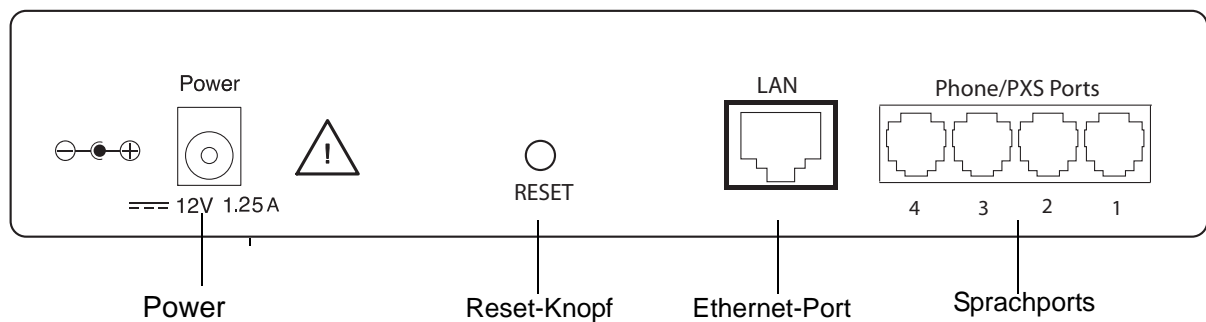 Power
LAN
Phone/PXS Ports
!
RESET
12V 1.25A
4 3 2 1
Power
Reset-Knopf
Ethernet-Port
Sprachports